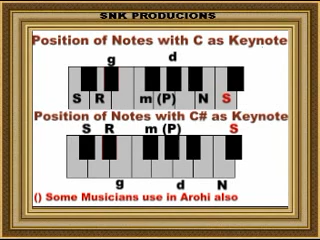 SNK PRODUCIONS
Position of Notes with C as Keynote
g d
S R m (P) N S
Position of Notes with C# as Keynote
S R m (P) S
g d N
() Some Musicians use in Arohi also